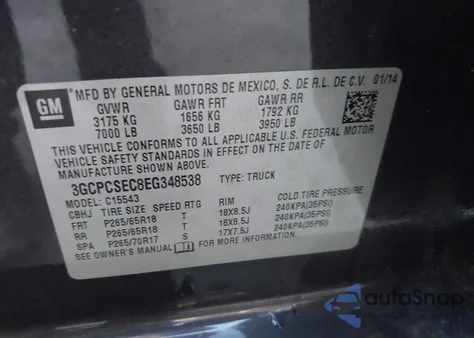 GM
MFD BY GENERAL MOTORS DE MEXICO, S. DE R.L. DE C.V. 01/14
GVWR GAWR FRT GAWR RR
3175 KG 1656 KG 1792 KG
7000 LB 3650 LB 3950 LB
THIS VEHICLE CONFORMS TO ALL APPLICABLE U.S. FEDERAL MOTOR
VEHICLE SAFETY, BUMPER, AND THEFT PREVENTION STANDARDS IN
EFFECT ON THE DATE OF MANUFACTURE SHOWN ABOVE.
3GCPCSEC8EG348538 TYPE: TRUCK
MODEL: C15543
CBHJ TIRE SIZE SPEED RTG RIM COLD TIRE PRESSURE
FRT P265/65R18 T 18X8.5J 240KPA(35PSI)
RR P265/65R18 T 18X8.5J 240KPA(35PSI)
SPA P265/70R17 S 17X7.5J 240KPA(35PSI)
SEE OWNER'S MANUAL FOR MORE INFORMATION.
autoSnap